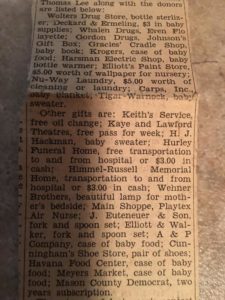 Thomas Lee along with the donors
are listed below:
Wolters Drug Store, bottle steriliz-
er, Deckard & Ermeling, $3 in baby
supplies; Whalen Bros., Eren Flo
layette; Gordon Drugs, Johnson's
Gift Box; Gracies' Cradle Shop,
baby book; Krogers, case of baby
food; Harsman Electric Shop, baby
bottle warmer; Elliott's Paint Store,
$5.00 worth of wallpaper for nursery;
Nu-Way Laundry, $5.00 worth of
cleaning or laundry; Carps, Inc.,
baby blanket; Tigar-Warnock, baby
sweater.
Other gifts are: Keith's Service,
free oil change; Kaye and Lawford
Theatres, free pass for week; H. J.
Hackman, baby sweater; Hurley
Funeral Home, free transportation
to and from hospital or $3.00 in
cash; Himmel-Russell Memorial
Home, transportation to and from
hospital or $3.00 in cash; Wehner
Brothers, beautiful lamp for moth-
er's bedside; Main Shoppe, Playtex
Air Nurse; J. Euteneuer & Son,
fork and spoon set; Elliott & Wal-
ker, fork and spoon set; A & P
Company, case of baby food; Cun-
ningham's Shoe Store, pair of shoes;
Havana Food Center, case of baby
food; Meyers Market, case of baby
food; Mason County Democrat, two
years subscription.